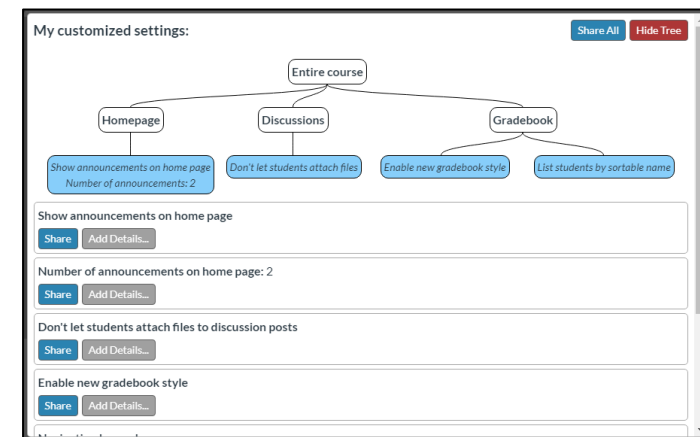 My customized settings:
Share All
Hide Tree
Entire course
Homepage
Discussions
Gradebook
Show announcements on home page
Number of announcements: 2
Don't let students attach files
Enable new gradebook style
List students by sortable name
Show announcements on home page
Share
Add Details...
Number of announcements on home page: 2
Share
Add Details...
Don't let students attach files to discussion posts
Share
Add Details...
Enable new gradebook style
Share
Add Details...